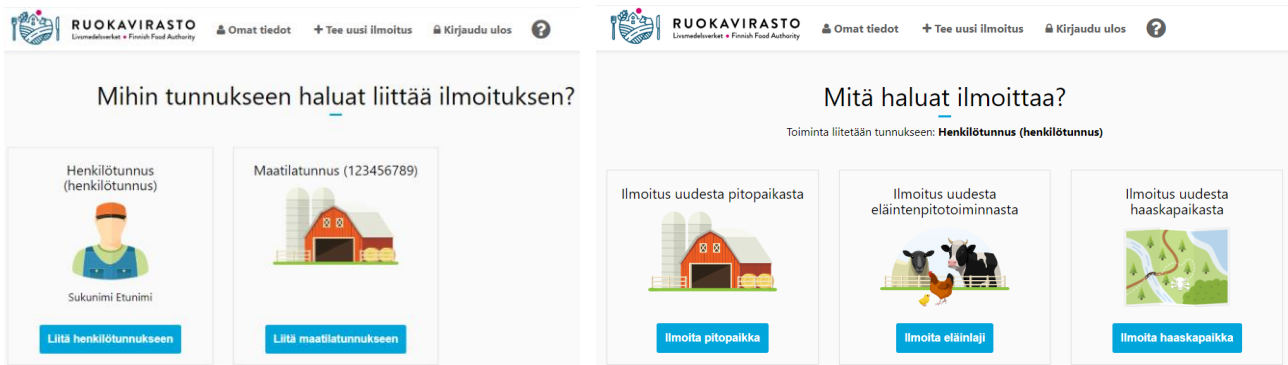 RUOKAVIRASTO
Livsmedelsverket • Finnish Food Authority
Omat tiedot
+ Tee uusi ilmoitus
Kirjaudu ulos
?
Mihin tunnukseen haluat liittää ilmoituksen?
Henkilötunnus
(henkilötunnus)
Sukunimi Etunimi
Liitä henkilötunnukseen
Maatilatunnus (123456789)
Liitä maatilatunnukseen
RUOKAVIRASTO
Livsmedelsverket • Finnish Food Authority
Omat tiedot
+ Tee uusi ilmoitus
Kirjaudu ulos
?
Mitä haluat ilmoittaa?
Toiminta liitetään tunnukseen: Henkilötunnus (henkilötunnus)
Ilmoitus uudesta pitopaikasta
Ilmoita pitopaikka
Ilmoitus uudesta
eläintenpitotoiminnasta
Ilmoita eläinlaji
Ilmoitus uudesta
haaskapaikasta
Ilmoita haaskapaikka